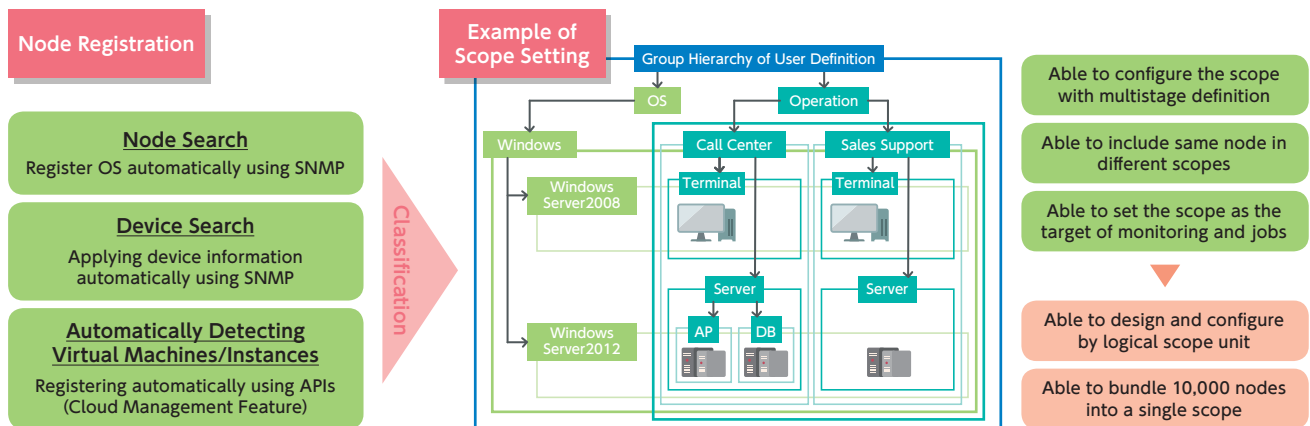 Node Registration
Node Search
Register OS automatically using SNMP
Device Search
Applying device information
automatically using SNMP
Automatically Detecting
Virtual Machines/Instances
Registering automatically using APIs
(Cloud Management Feature)
Classification
Example of
Scope Setting
Group Hierarchy of User Definition
OS
Operation
Windows
Call Center
Sales Support
Windows
Server2008
Terminal
Terminal
Server
Server
Windows
Server2012
AP
DB
Able to configure the scope
with multistage definition
Able to include same node in
different scopes
Able to set the scope as the
target of monitoring and jobs
Able to design and configure
by logical scope unit
Able to bundle 10,000 nodes
into a single scope